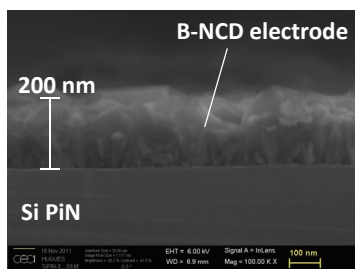 B-NCD electrode
200 nm
Si PiN
cea
15 Nov 2011
HUGUES
EHT = 6.00 kV
WD = 6.9 mm
Signal A = InLens
Mag = 100.00 K X
100 nm